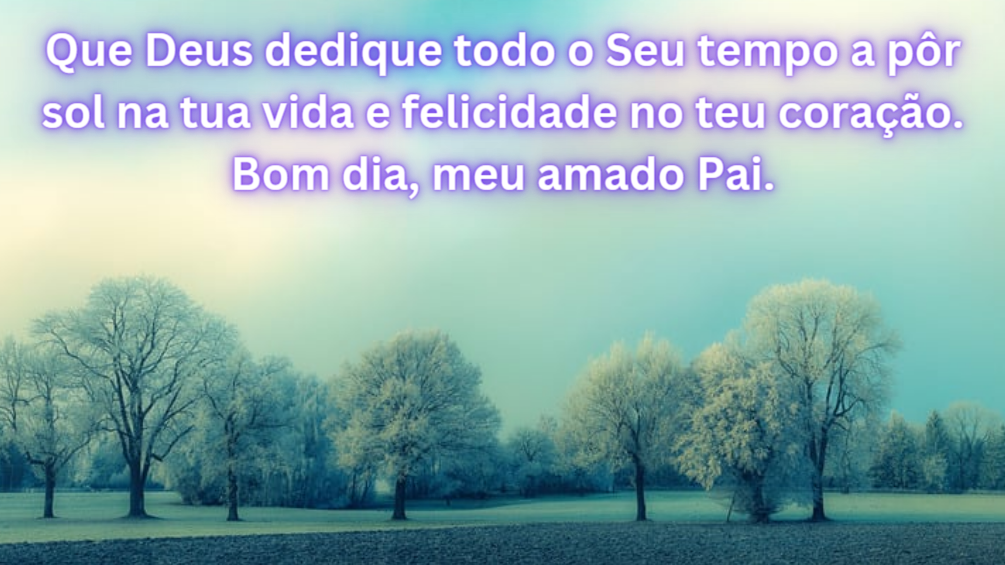 Que Deus dedique todo o Seu tempo a pôr
sol na tua vida e felicidade no teu coração.
Bom dia, meu amado Pai.